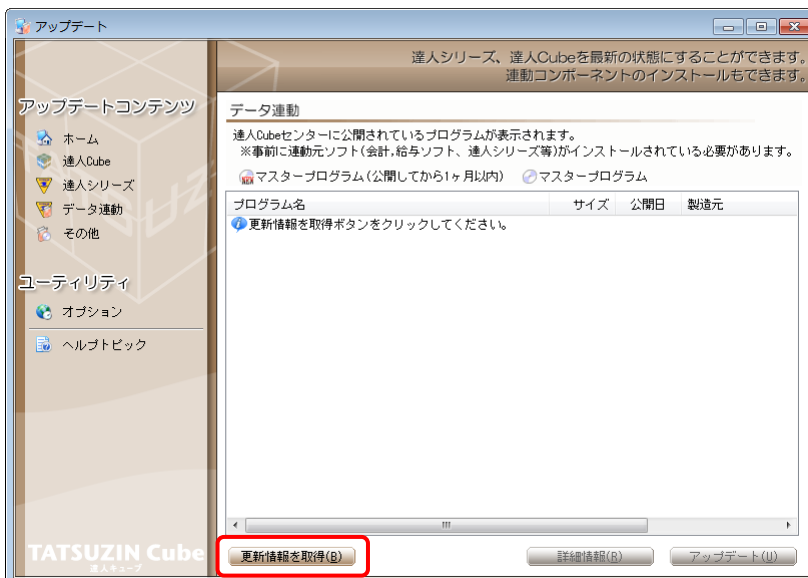 アップデート
達人シリーズ、達人Cubeを最新の状態にすることができます。
連動コンポーネントのインストールもできます。
アップデートコンテンツ
ホーム
達人Cube
達人シリーズ
データ連動
その他
ユーティリティ
オプション
ヘルプトピック
データ連動
達人Cubeセンターに公開されているプログラムが表示されます。
※事前に連動元ソフト(会計,給与ソフト、達人シリーズ等)がインストールされている必要があります。
マスタープログラム(公開してから1ヶ月以内) マスタープログラム
プログラム名 サイズ 公開日 製造元
更新情報を取得ボタンをクリックしてください。
TATSUZIN Cube
達人キューブ
更新情報を取得(B) 詳細情報(R) アップデート(U)